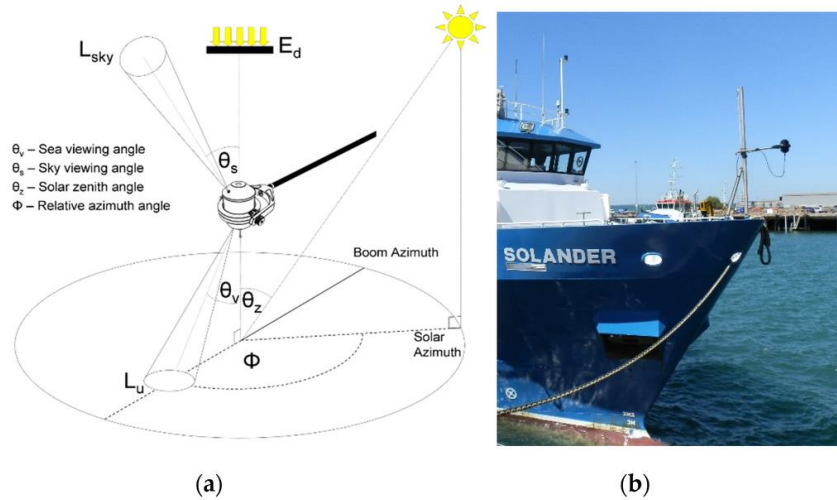 L_sky
E_d
θ_v – Sea viewing angle
θ_s – Sky viewing angle
θ_z – Solar zenith angle
Φ – Relative azimuth angle
θ_s
Boom Azimuth
θ_v θ_z
Solar
Azimuth
Φ
L_u
SOLANDER
3M
(a)
(b)